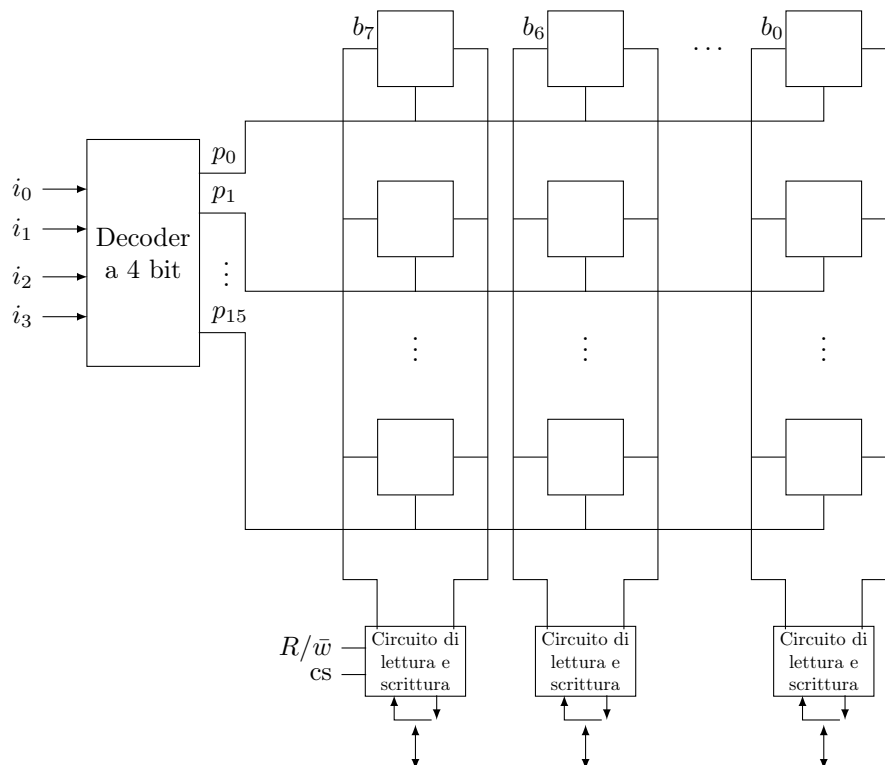 b₇ b₆ ··· b₀
p₀
i₀
p₁
i₁
Decoder
a 4 bit
⋮
i₂
i₃
p₁₅
⋮ ⋮ ⋮
R/w̄
cs
Circuito di
lettura e
scrittura
Circuito di
lettura e
scrittura
Circuito di
lettura e
scrittura